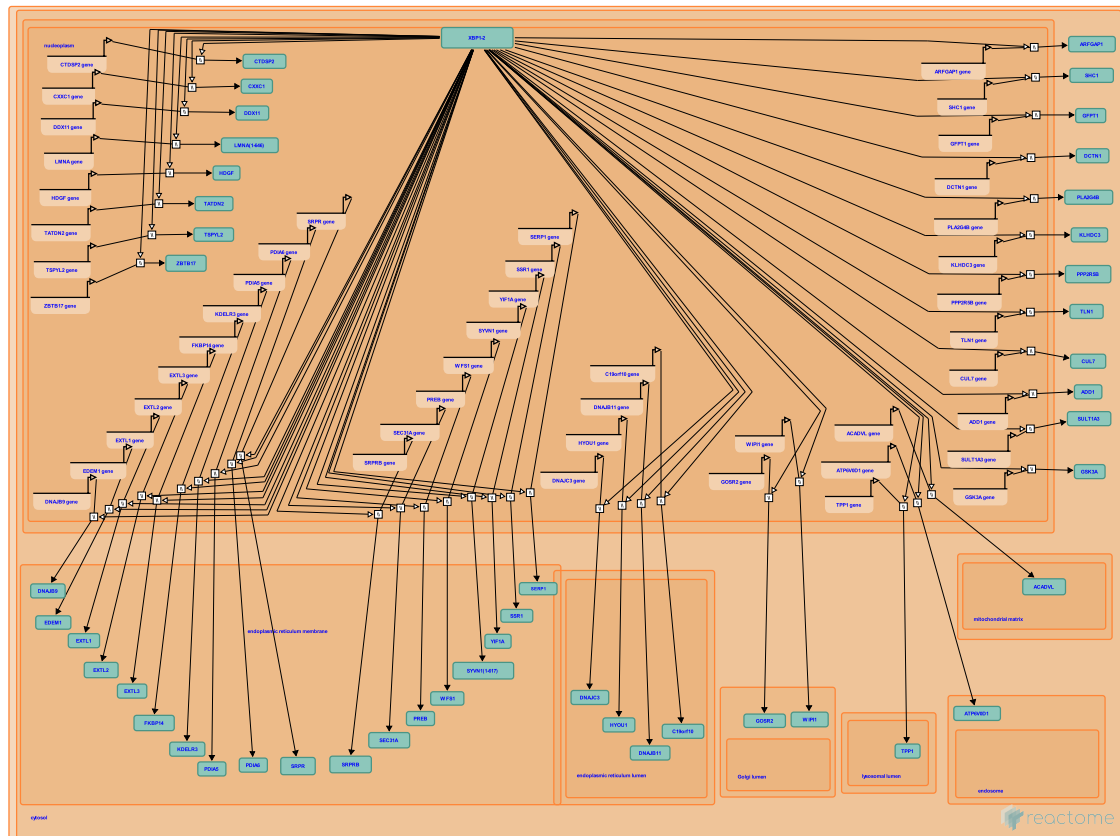 XBP1-2
nucleoplasm
CTDSP2 gene
CTDSP2
CXXC1 gene
CXXC1
DDX11 gene
DDX11
LMNA gene
LMNA(1-646)
HDGF gene
HDGF
TATDN2 gene
TATDN2
TSPYL2 gene
TSPYL2
ZBTB17 gene
ZBTB17
ARFGAP1 gene
ARFGAP1
SHC1 gene
SHC1
GFPT1 gene
GFPT1
DCTN1 gene
DCTN1
PLA2G4B gene
PLA2G4B
KLHDC3 gene
KLHDC3
PPP2R5B gene
PPP2R5B
TLN1 gene
TLN1
CUL7 gene
CUL7
ADD1 gene
ADD1
SULT1A3 gene
SULT1A3
GSK3A gene
GSK3A
SRPR gene
PDIA6 gene
PDIA5 gene
KDELR3 gene
FKBP14 gene
EXTL3 gene
EXTL2 gene
EXTL1 gene
EDEM1 gene
DNAJB9 gene
SERP1 gene
SSR1 gene
YIF1A gene
SYVN1 gene
WFS1 gene
PREB gene
SEC31A gene
SRPRB gene
C19orf10 gene
DNAJB11 gene
HYOU1 gene
DNAJC3 gene
WIPI1 gene
GOSR2 gene
ACADVL gene
ATP6V0D1 gene
TPP1 gene
DNAJB9
EDEM1
EXTL1
EXTL2
EXTL3
FKBP14
KDELR3
PDIA5
PDIA6
SRPR
SRPRB
SEC31A
PREB
WFS1
SYVN1(1-617)
YIF1A
SSR1
SERP1
endoplasmic reticulum membrane
DNAJC3
HYOU1
DNAJB11
C19orf10
endoplasmic reticulum lumen
GOSR2
WIPI1
Golgi lumen
TPP1
lysosomal lumen
ACADVL
mitochondrial matrix
ATP6V0D1
endosome
cytosol
reactome